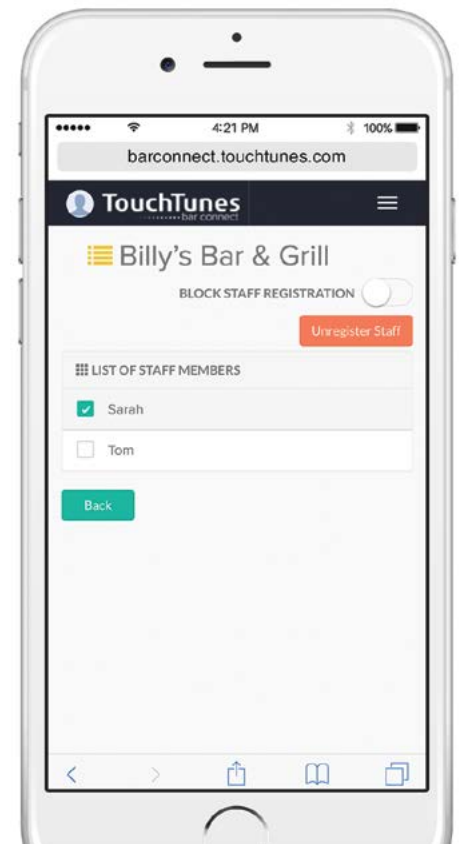 4:21 PM 100%
barconnect.touchtunes.com
TouchTunes
bar connect
Billy's Bar & Grill
BLOCK STAFF REGISTRATION
Unregister Staff
LIST OF STAFF MEMBERS
Sarah
Tom
Back